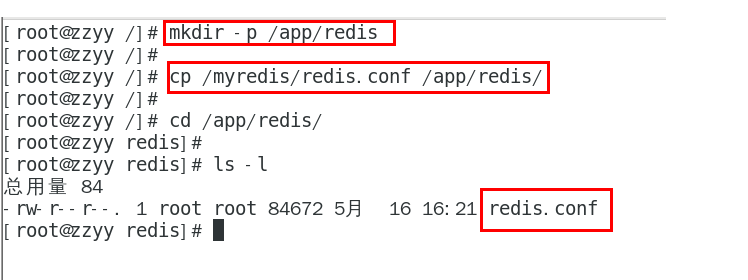 [root@zzyy /]# mkdir -p /app/redis
[root@zzyy /]#
[root@zzyy /]# cp /myredis/redis.conf /app/redis/
[root@zzyy /]#
[root@zzyy /]# cd /app/redis/
[root@zzyy redis]#
[root@zzyy redis]# ls -l
总用量 84
-rw-r--r--. 1 root root 84672 5月  16 16:21 redis.conf
[root@zzyy redis]#